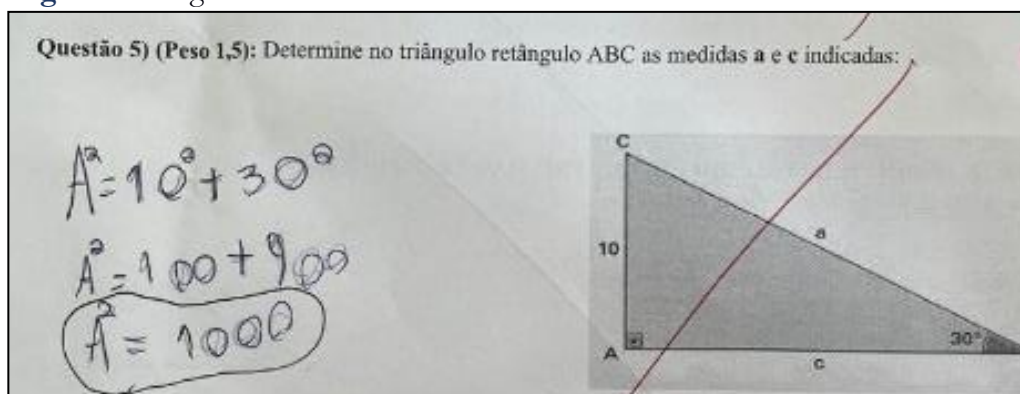 Questão 5) (Peso 1,5): Determine no triângulo retângulo ABC as medidas a e c indicadas:
A²=10²+30²
A²=100+900
A²=1000
C
10
a
A
30°
c